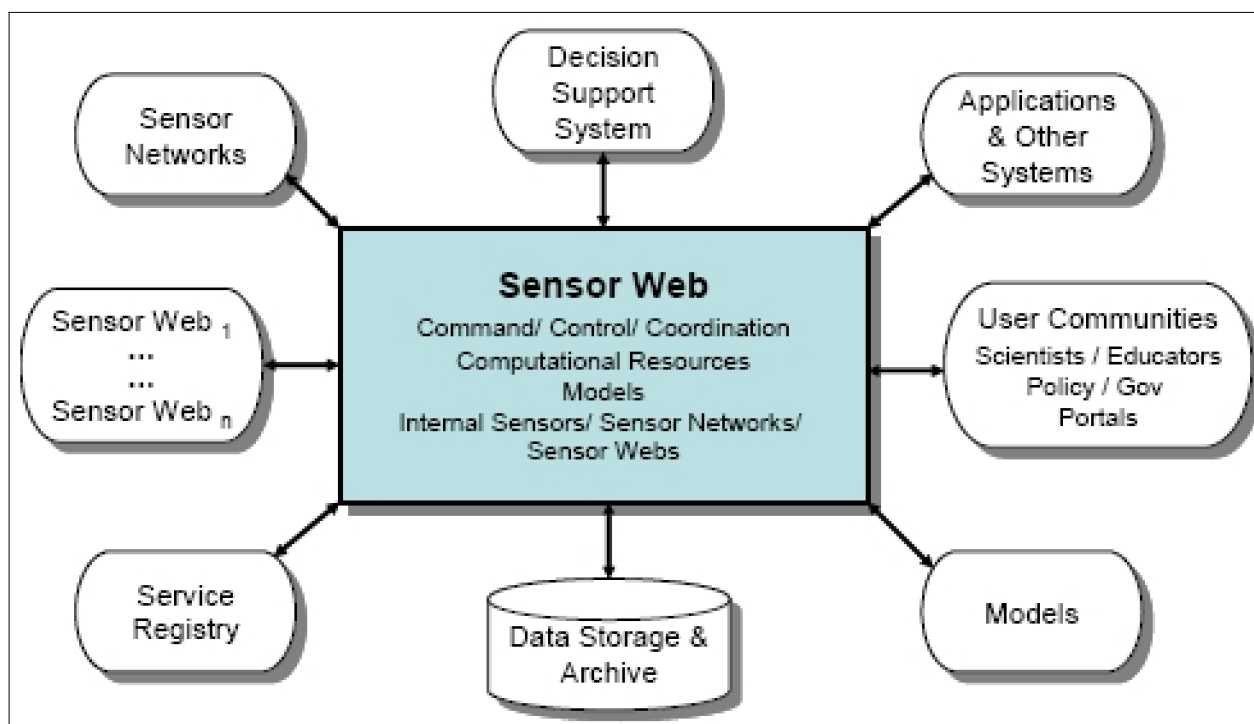 Decision
Support
System
Sensor
Networks
Applications
& Other
Systems
Sensor Web
Command/ Control/ Coordination
Computational Resources
Models
Internal Sensors/ Sensor Networks/
Sensor Webs
Sensor Web 1
...
...
Sensor Web n
User Communities
Scientists / Educators
Policy / Gov
Portals
Service
Registry
Data Storage &
Archive
Models